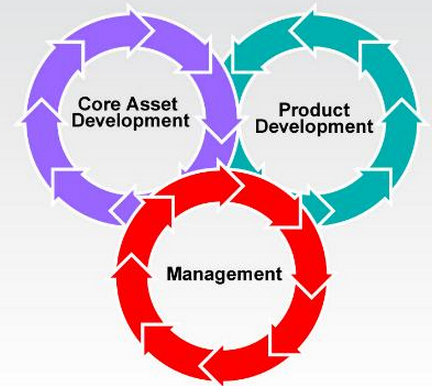 Core Asset
Development
Product
Development
Management